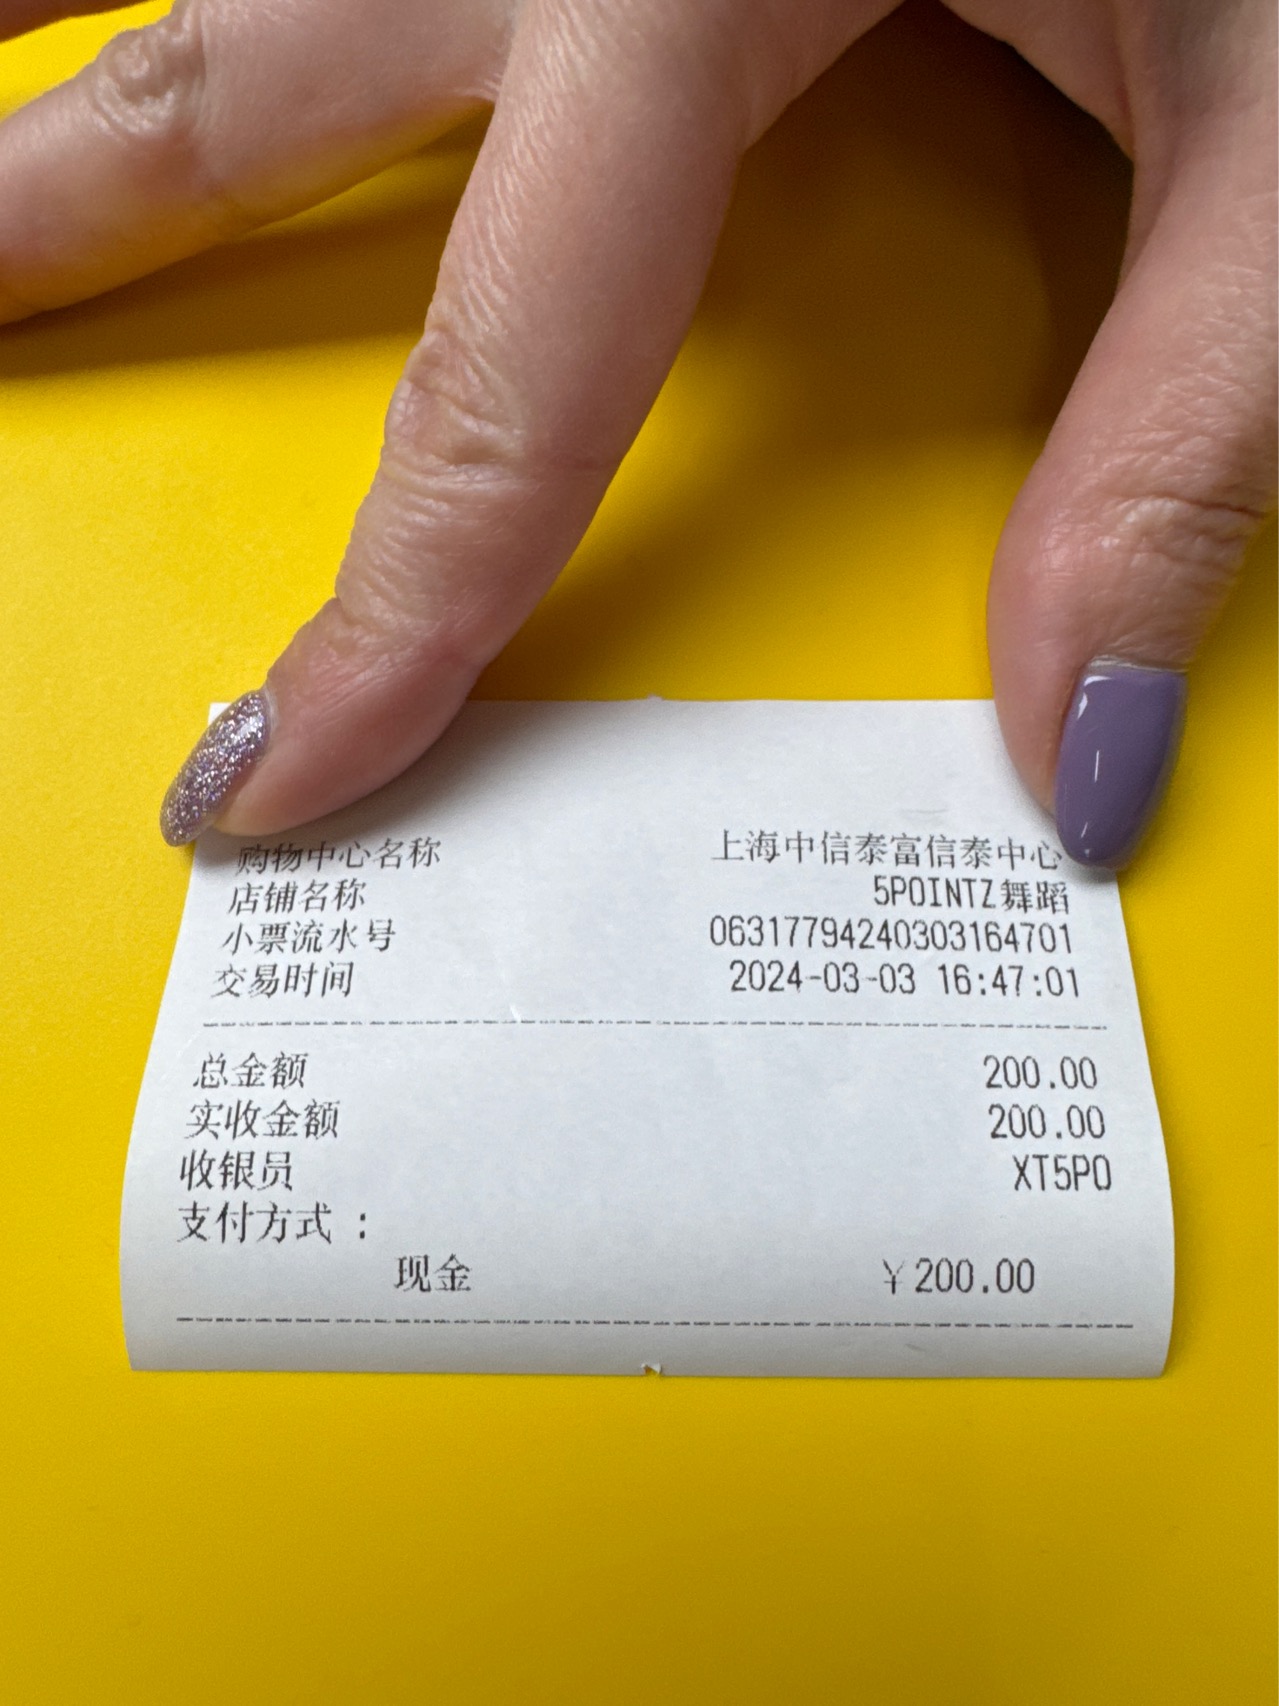 购物中心名称 上海中信泰富信泰中心
店铺名称 5POINTZ舞蹈
小票流水号 06317794240303164701
交易时间 2024-03-03 16:47:01
总金额 200.00
实收金额 200.00
收银员 XT5PO
支付方式 :
现金 ¥200.00